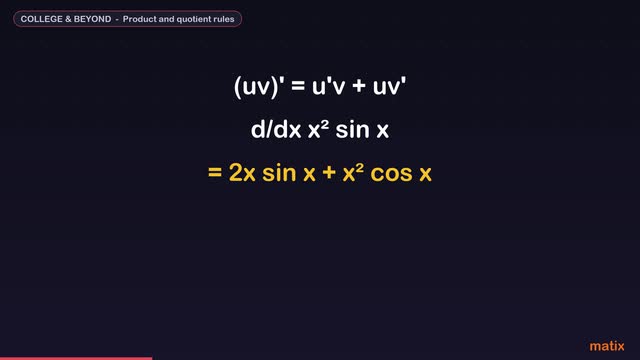 COLLEGE & BEYOND - Product and quotient rules
(uv)' = u'v + uv'
d/dx x² sin x
= 2x sin x + x² cos x
matix